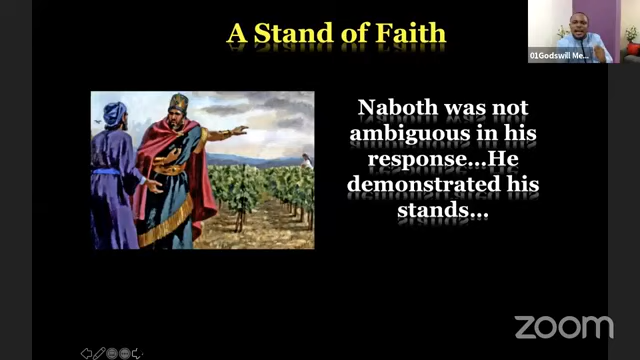 A Stand of Faith
01Godswill Me...
Naboth was not
ambiguous in his
response...He
demonstrated his
stands...
zoom